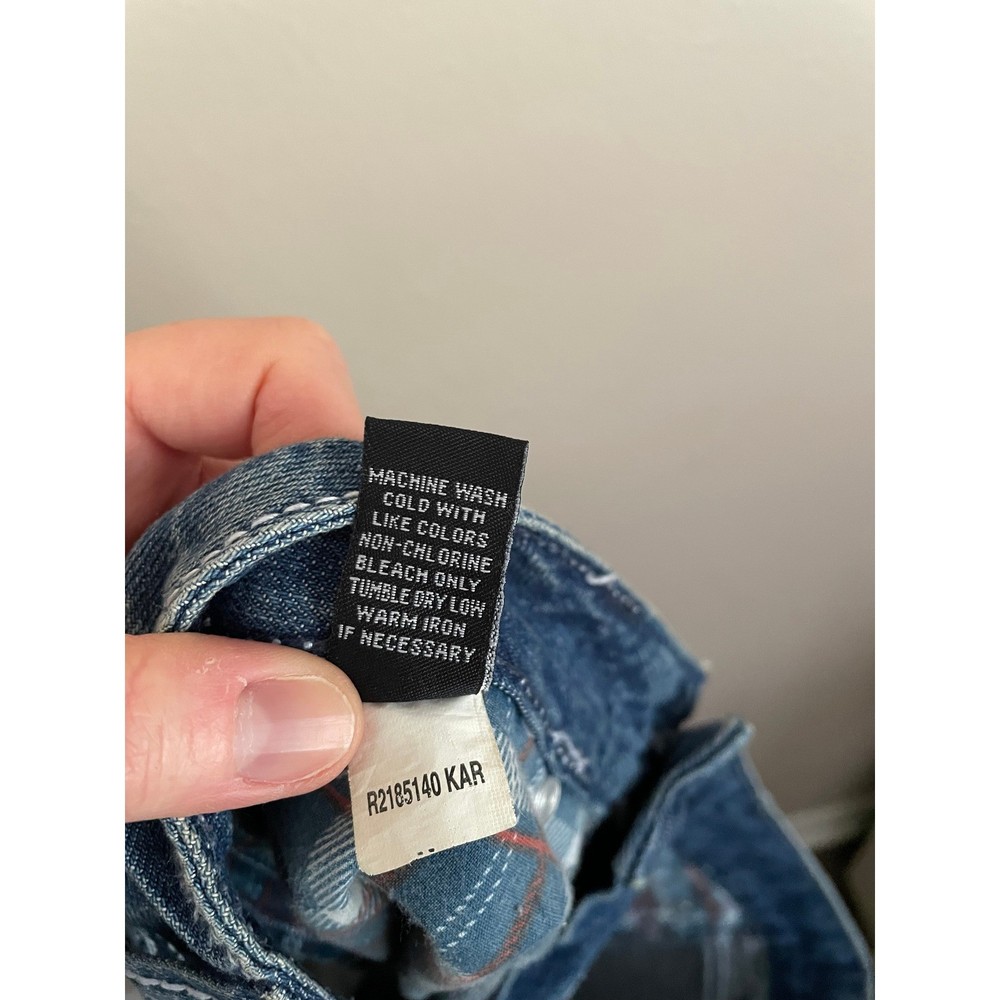 MACHINE WASH
COLD WITH
LIKE COLORS
NON-CHLORINE
BLEACH ONLY
TUMBLE DRY LOW
WARM IRON
IF NECESSARY
R2185140 KAR